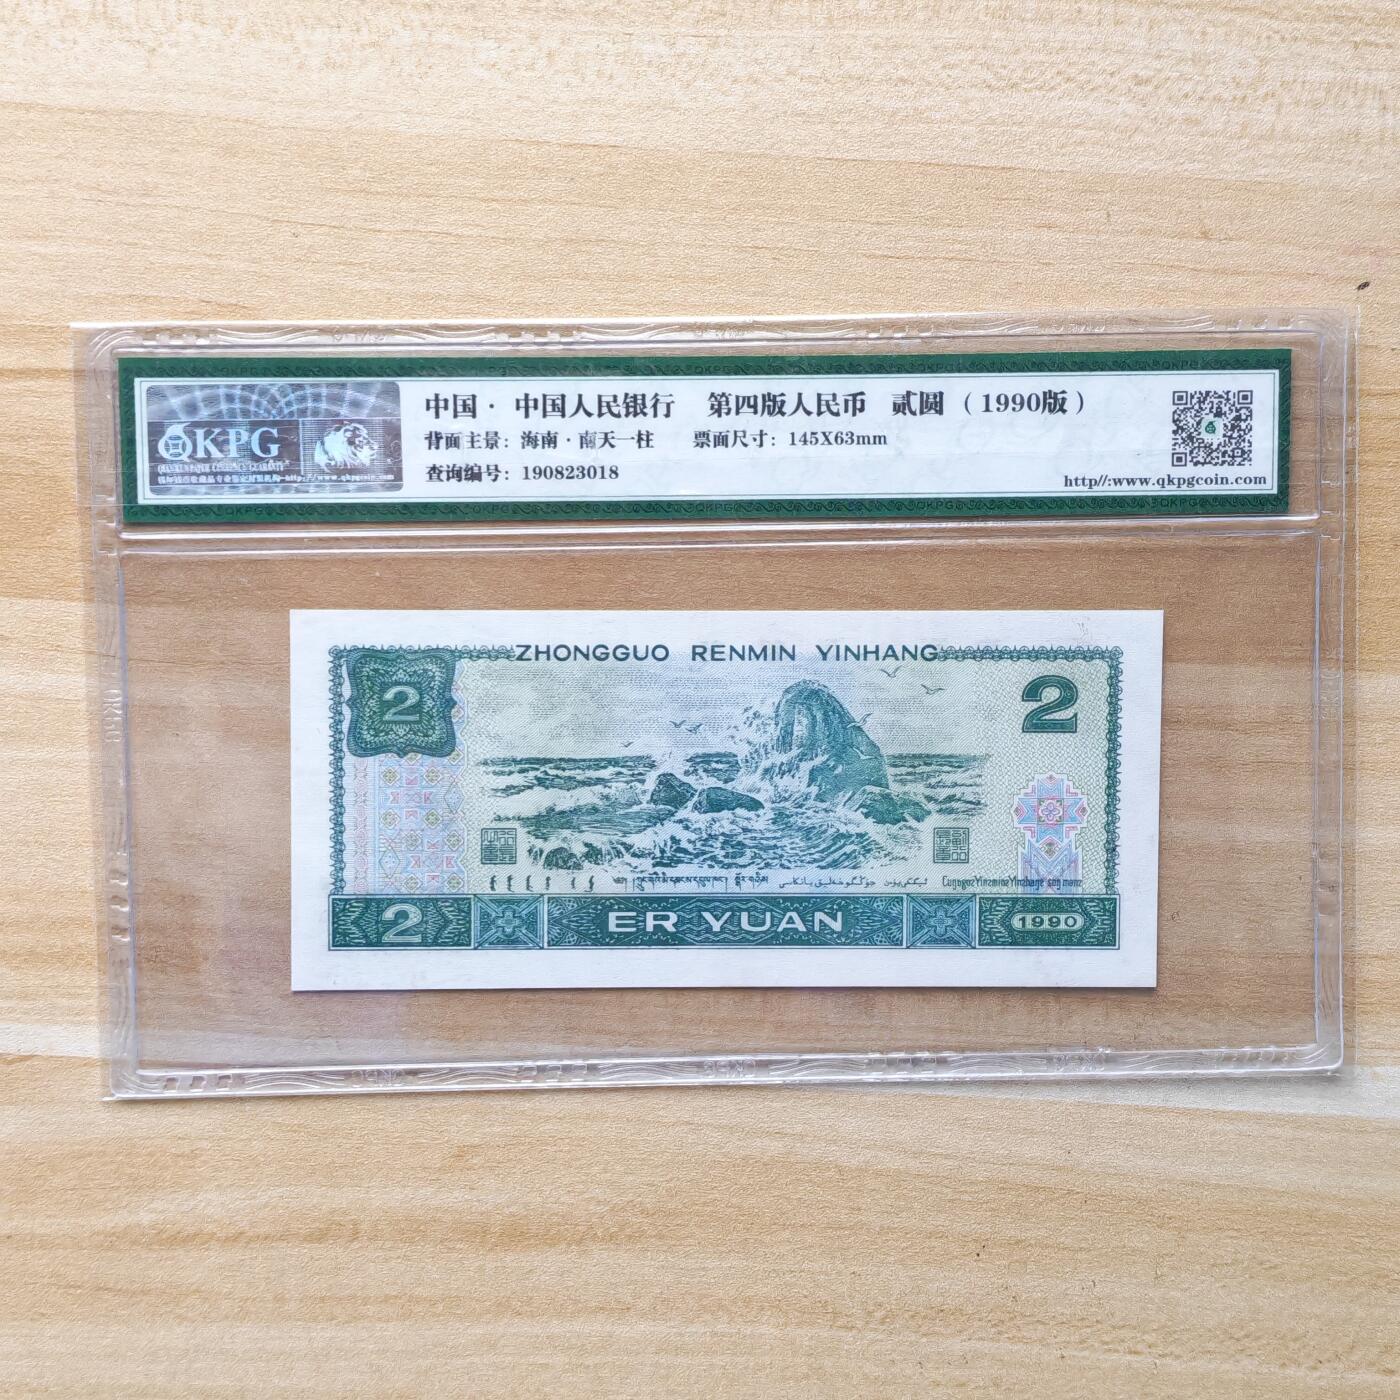 QKPG
中国·中国人民银行 第四版人民币 贰圆（1990版）
背面主景：海南·南天一柱 票面尺寸：145X63mm
查询编号：190823018
http//:www.qkpgcoin.com
ZHONGGUO RENMIN YINHANG
2
2
2
ER YUAN
1990